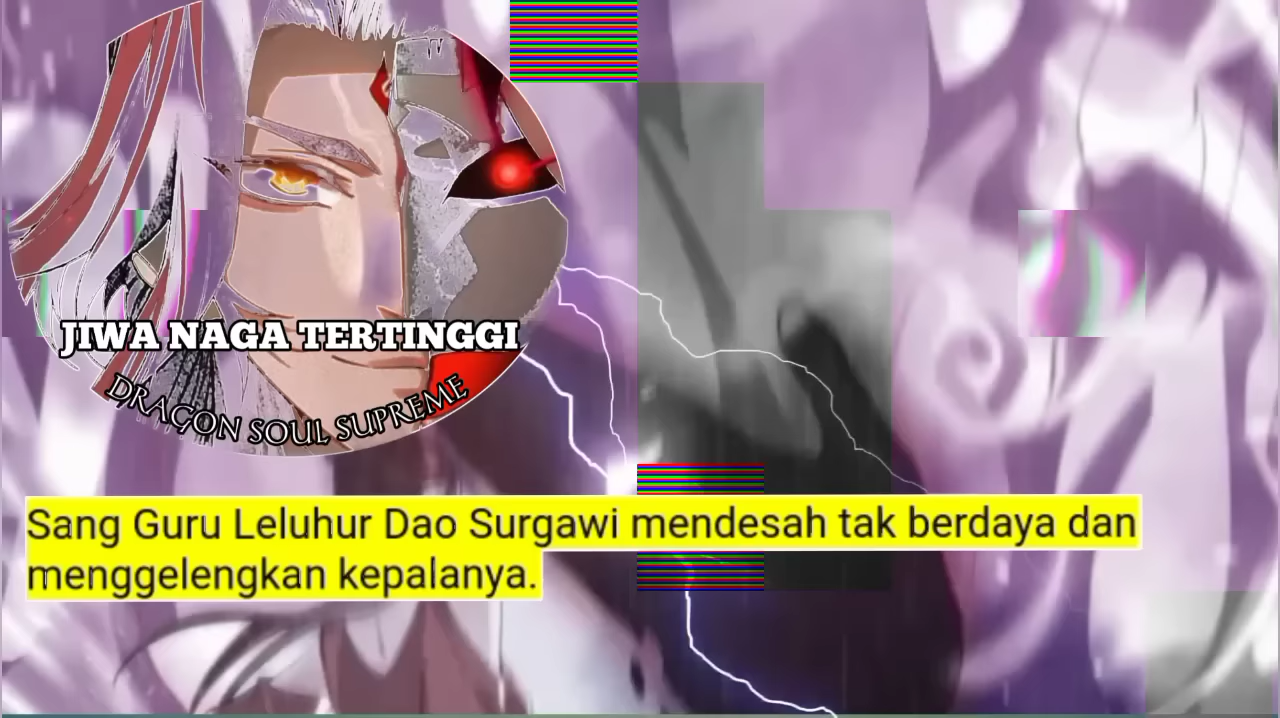 JIWA NAGA TERTINGGI
DRAGON SOUL SUPREME
Sang Guru Leluhur Dao Surgawi mendesah tak berdaya dan
menggelengkan kepalanya.